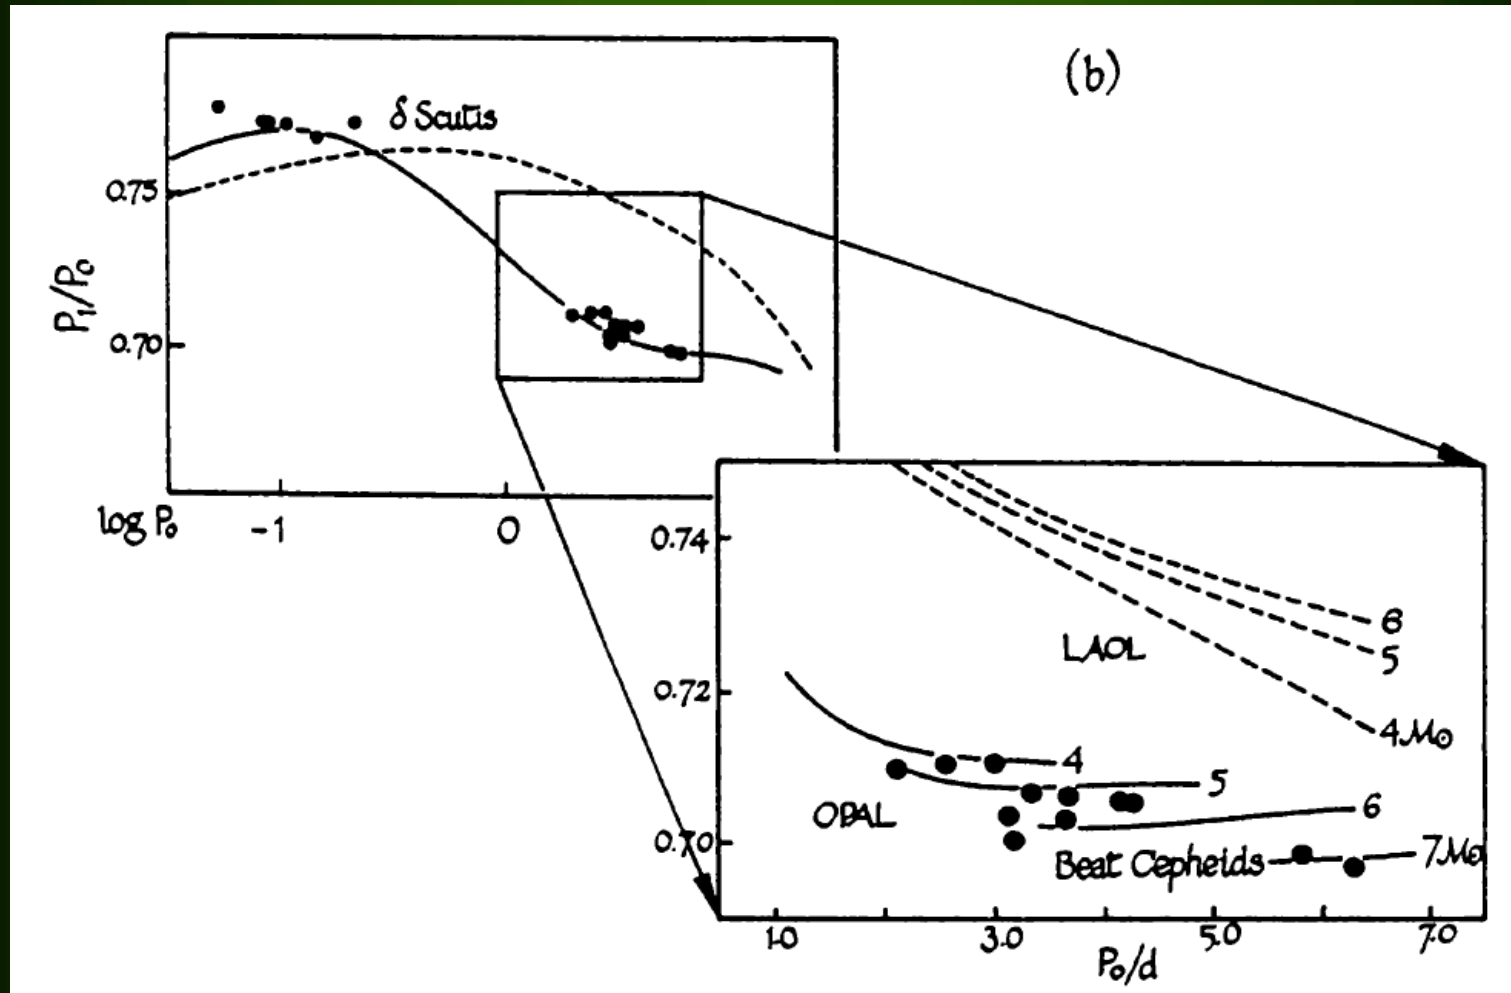 (b)
δ Scutis
0.75
P₁/P₀
0.70
log P₀ -1 0
0.74
6
5
LAOL
0.72
4M⊙
4
5
OPAL
6
0.70
Beat Cepheids
7M⊙
1.0 3.0 5.0 7.0
P₀/d